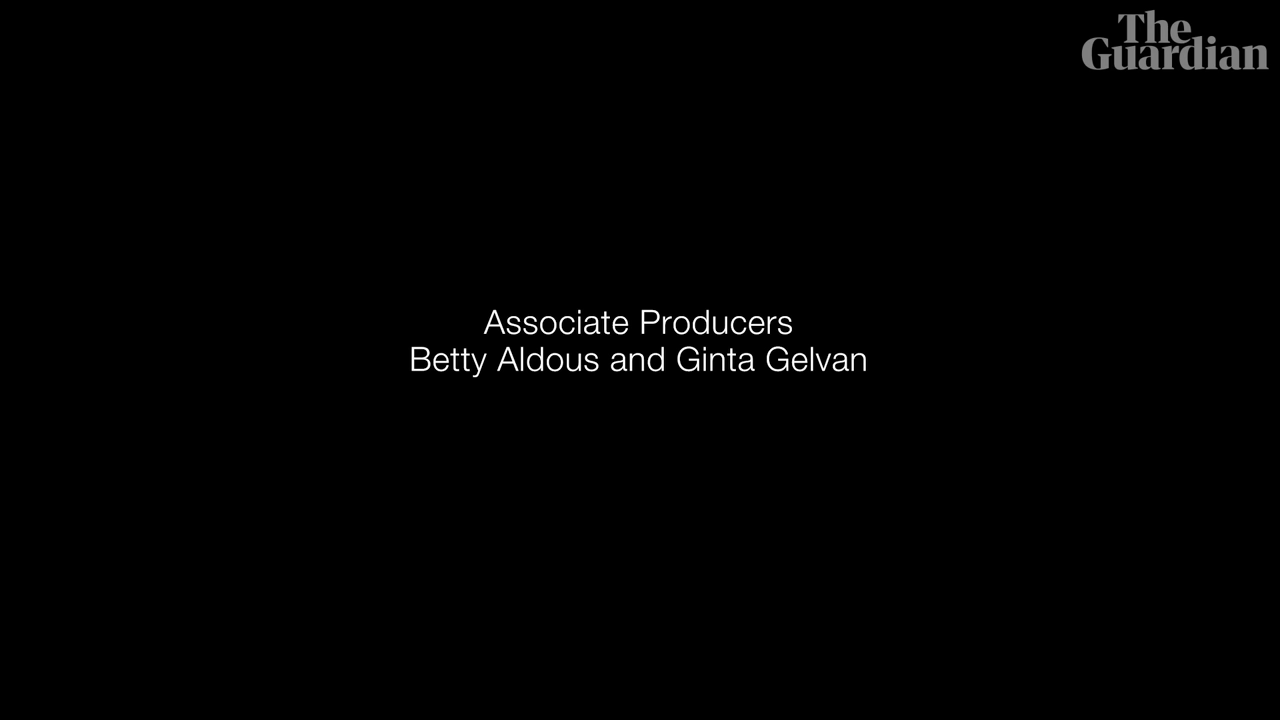 The
Guardian
Associate Producers
Betty Aldous and Ginta Gelvan